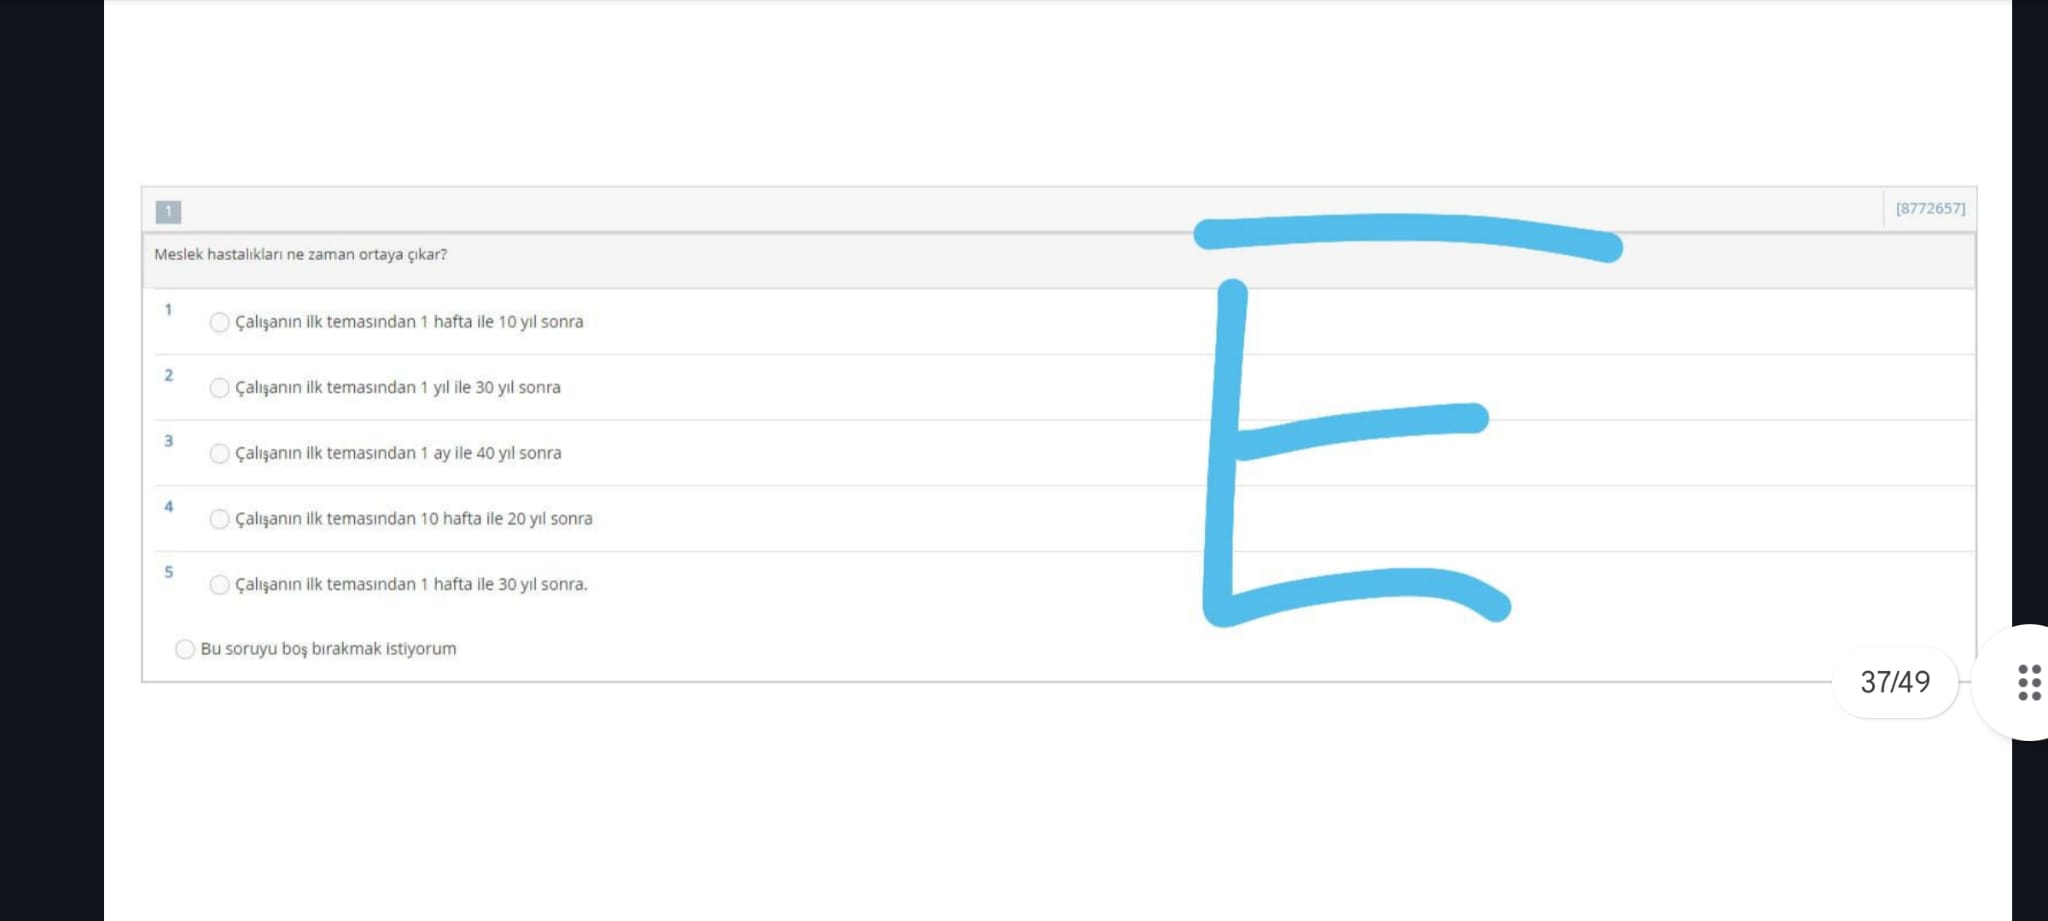 1
[8772657]
Meslek hastalıkları ne zaman ortaya çıkar?
1
Çalışanın ilk temasından 1 hafta ile 10 yıl sonra
2
Çalışanın ilk temasından 1 yıl ile 30 yıl sonra
3
Çalışanın ilk temasından 1 ay ile 40 yıl sonra
4
Çalışanın ilk temasından 10 hafta ile 20 yıl sonra
5
Çalışanın ilk temasından 1 hafta ile 30 yıl sonra.
Bu soruyu boş bırakmak istiyorum
E
37/49